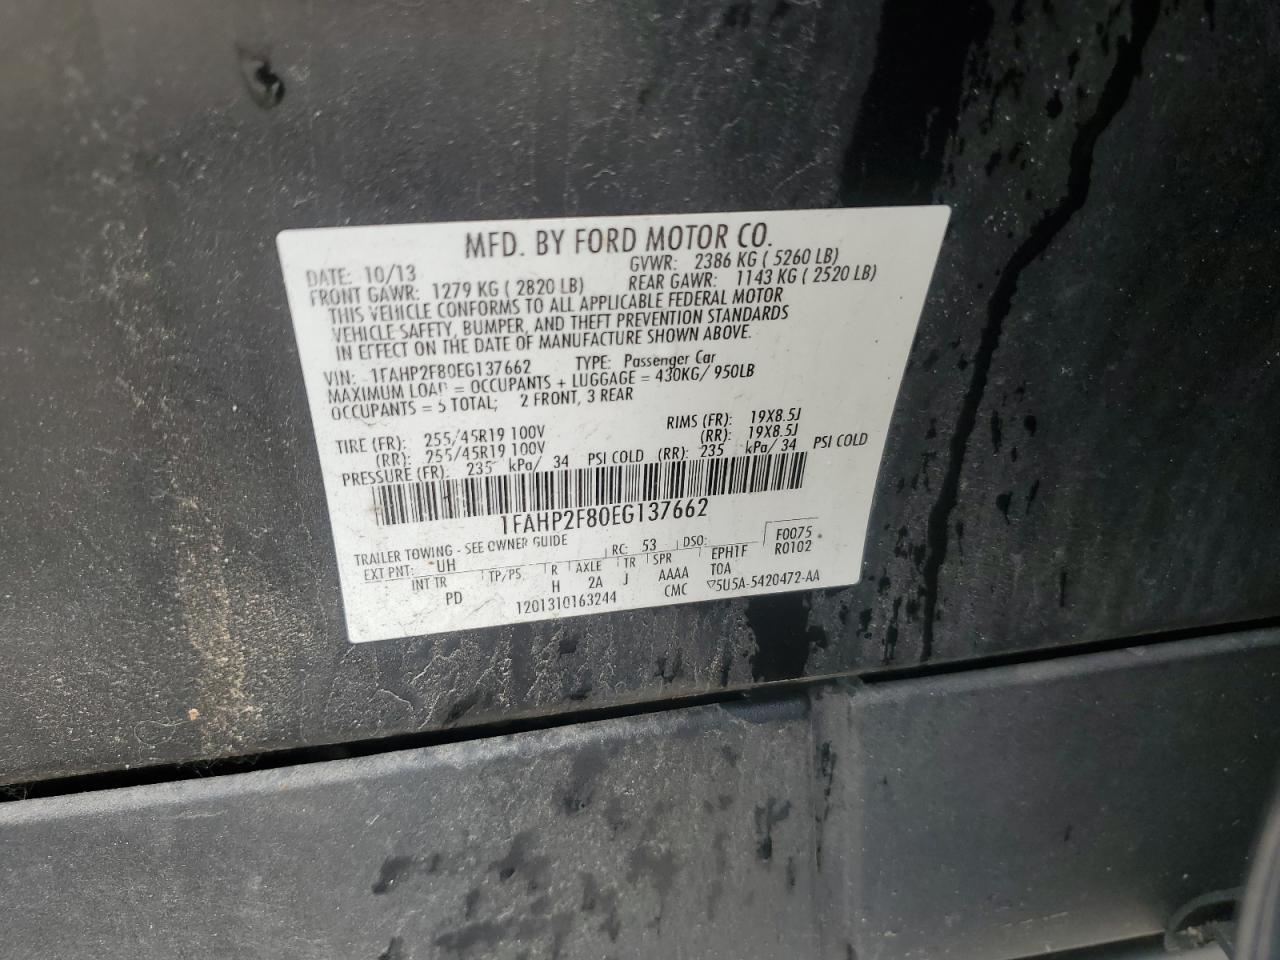 MFD. BY FORD MOTOR CO.
DATE: 10/13 GVWR: 2386 KG ( 5260 LB)
FRONT GAWR: 1279 KG ( 2820 LB) REAR GAWR: 1143 KG ( 2520 LB)
THIS VEHICLE CONFORMS TO ALL APPLICABLE FEDERAL MOTOR
VEHICLE SAFETY, BUMPER, AND THEFT PREVENTION STANDARDS
IN EFFECT ON THE DATE OF MANUFACTURE SHOWN ABOVE.
VIN: 1FAHP2F80EG137662 TYPE: Passenger Car
MAXIMUM LOAD = OCCUPANTS + LUGGAGE = 430KG/ 950LB
OCCUPANTS = 5 TOTAL; 2 FRONT, 3 REAR
TIRE (FR): 255/45R19 100V RIMS (FR): 19X8.5J
(RR): 255/45R19 100V (RR): 19X8.5J
PRESSURE (FR): 235 kPa/ 34 PSI COLD (RR): 235 kPa/ 34 PSI COLD
1FAHP2F80EG137662
TRAILER TOWING - SEE OWNER GUIDE
EXT PNT: UH RC: 53 DSO: F0075
INT TR TP/PS R AXLE TR SPR EPH1F R0102
PD H 2A J AAAA TOA
1201310163244 CMC ▽5U5A-5420472-AA